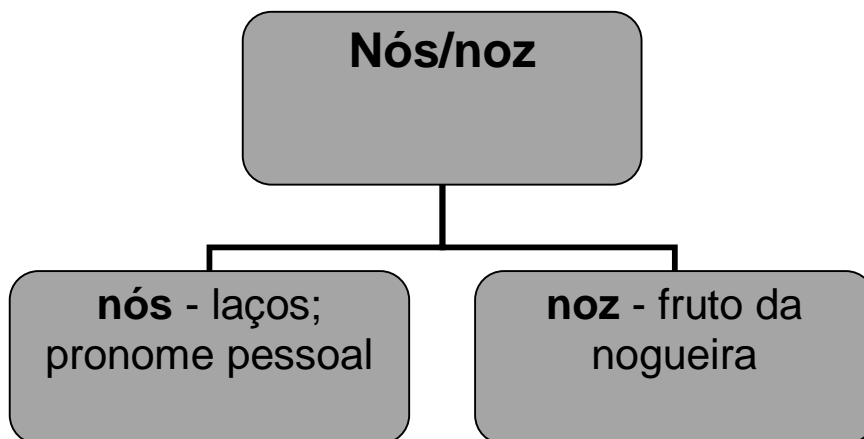 Nós/noz
nós - laços;
pronome pessoal
noz - fruto da
nogueira